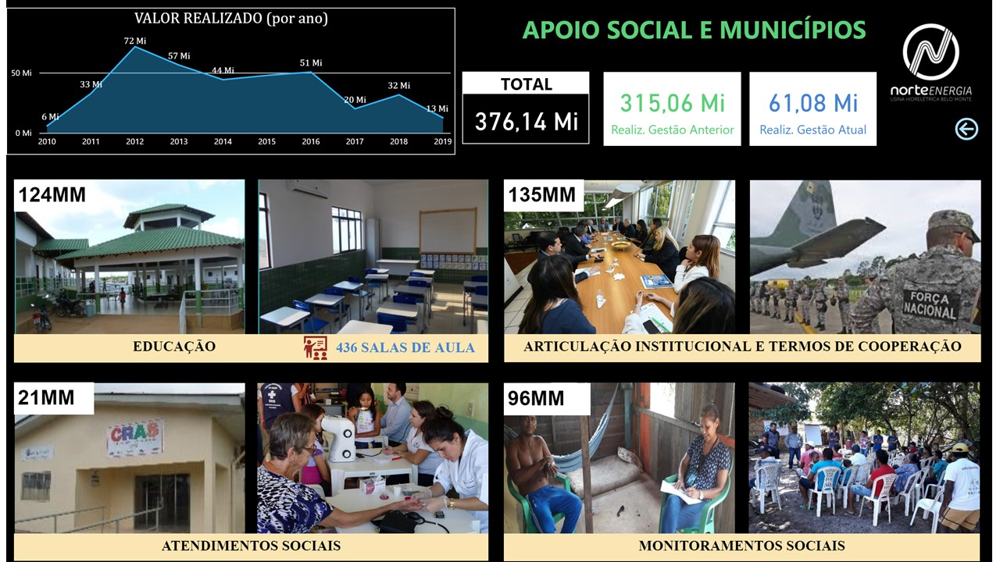 VALOR REALIZADO (por ano)
72 Mi
57 Mi
51 Mi
44 Mi
50 Mi
33 Mi
32 Mi
20 Mi
13 Mi
6 Mi
0 Mi
2010 2011 2012 2013 2014 2015 2016 2017 2018 2019
APOIO SOCIAL E MUNICÍPIOS
TOTAL
376,14 Mi
315,06 Mi
Realiz. Gestão Anterior
61,08 Mi
Realiz. Gestão Atual
norteENERGIA
USINA HIDRELÉTRICA BELO MONTE
124MM
EDUCAÇÃO
436 SALAS DE AULA
135MM
FORÇA
NACIONAL
ARTICULAÇÃO INSTITUCIONAL E TERMOS DE COOPERAÇÃO
21MM
CRAS
ATENDIMENTOS SOCIAIS
96MM
MONITORAMENTOS SOCIAIS